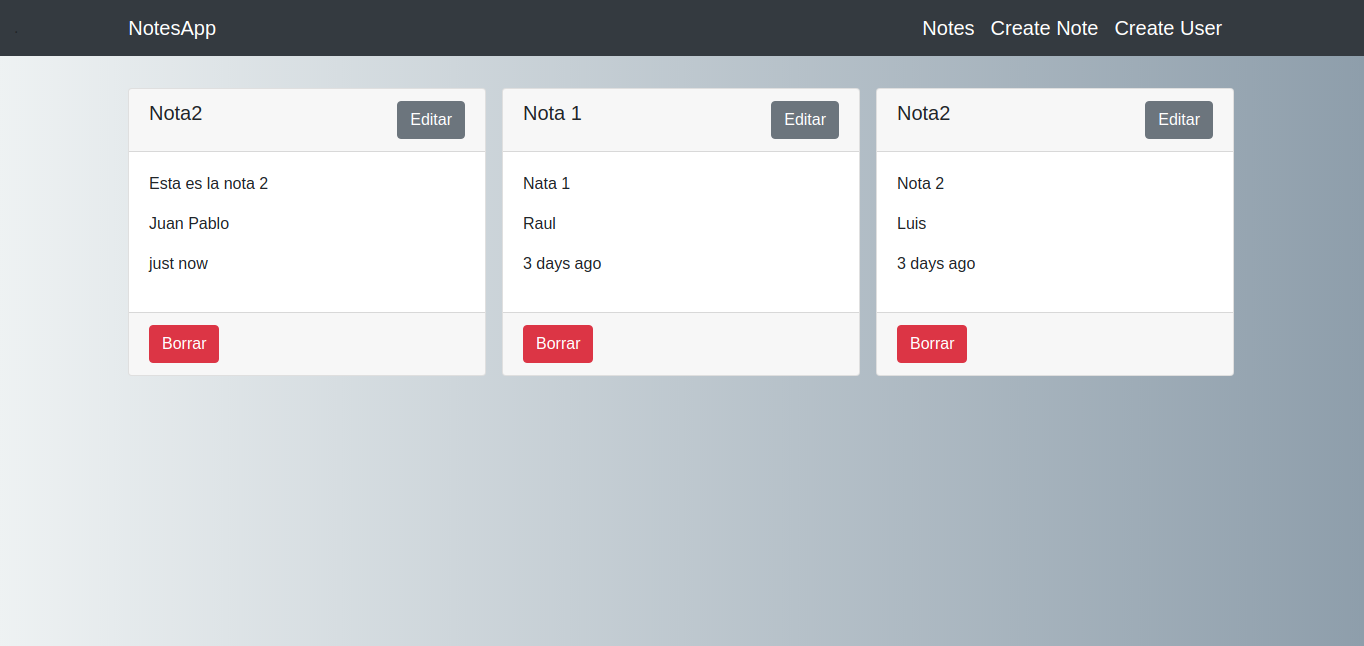 NotesApp Notes Create Note Create User
Nota2 Editar
Esta es la nota 2
Juan Pablo
just now
Borrar
Nota 1 Editar
Nata 1
Raul
3 days ago
Borrar
Nota2 Editar
Nota 2
Luis
3 days ago
Borrar